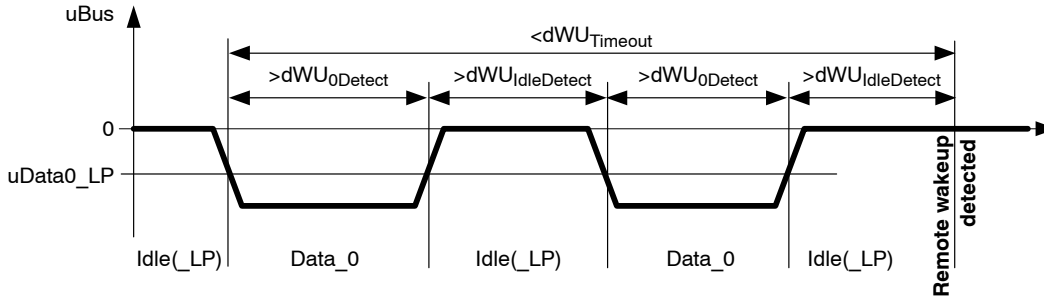 uBus
<dWUTimeout
>dWU0Detect >dWUIdleDetect >dWU0Detect >dWUIdleDetect
0
uData0_LP
Idle(_LP) Data_0 Idle(_LP) Data_0 Idle(_LP)
Remote wakeup
detected